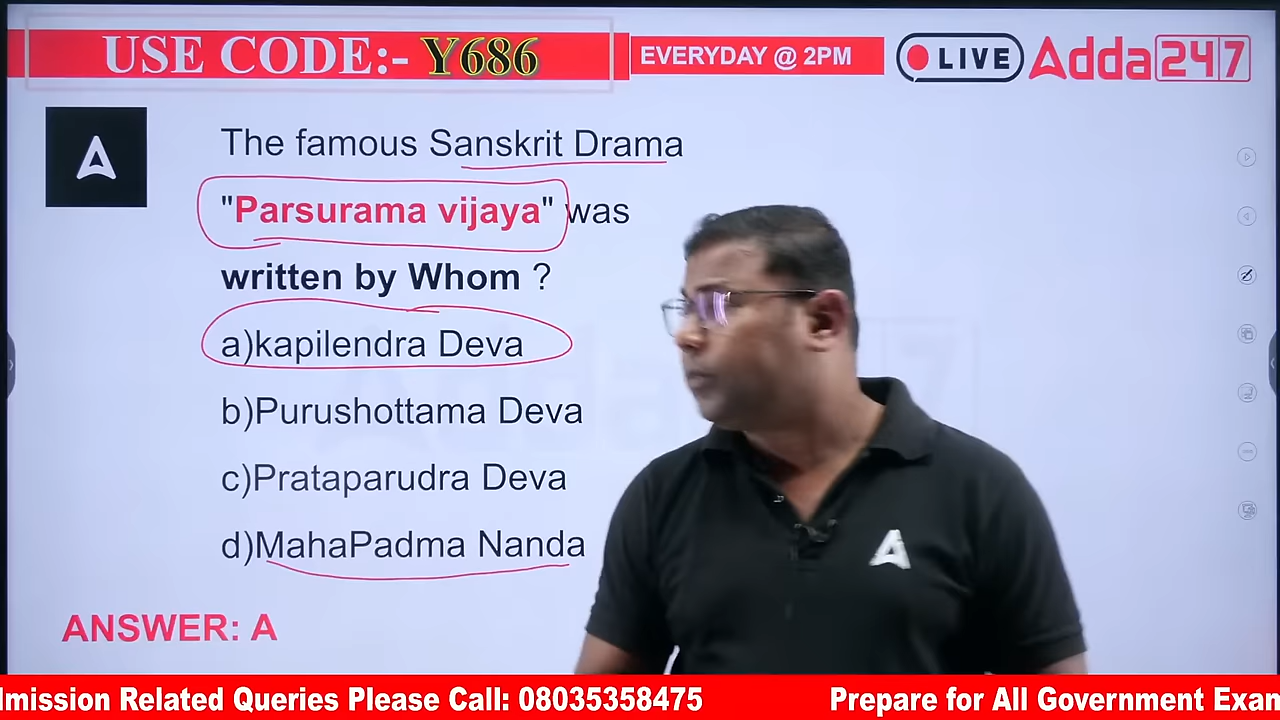 USE CODE:- Y686
EVERYDAY @ 2PM
LIVE
Adda247
The famous Sanskrit Drama
"Parsurama vijaya" was
written by Whom ?
a)kapilendra Deva
b)Purushottama Deva
c)Prataparudra Deva
d)MahaPadma Nanda
ANSWER: A
dmission Related Queries Please Call: 08035358475
Prepare for All Government Exam